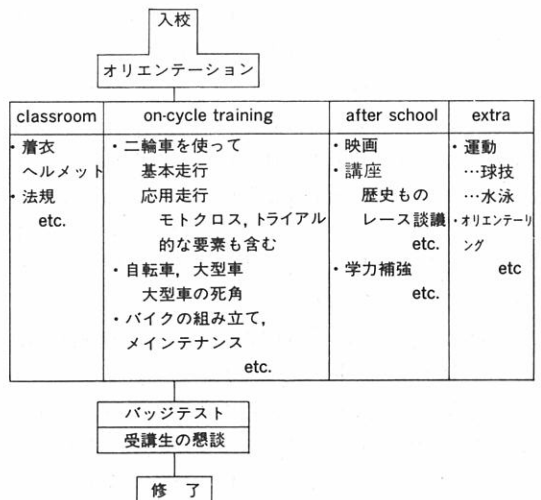 入校
オリエンテーション
classroom
・着衣
ヘルメット
・法規
etc.
on-cycle training
・二輪車を使って
基本走行
応用走行
モトクロス,トライアル
的な要素も含む
・自転車,大型車
大型車の死角
・バイクの組み立て,
メインテナンス
etc.
after school
・映画
・講座
歴史もの
レース談議
etc.
・学力補強
etc.
extra
・運動
…球技
…水泳
・オリエンテーリ
ング
etc
バッジテスト
受講生の懇談
修 了